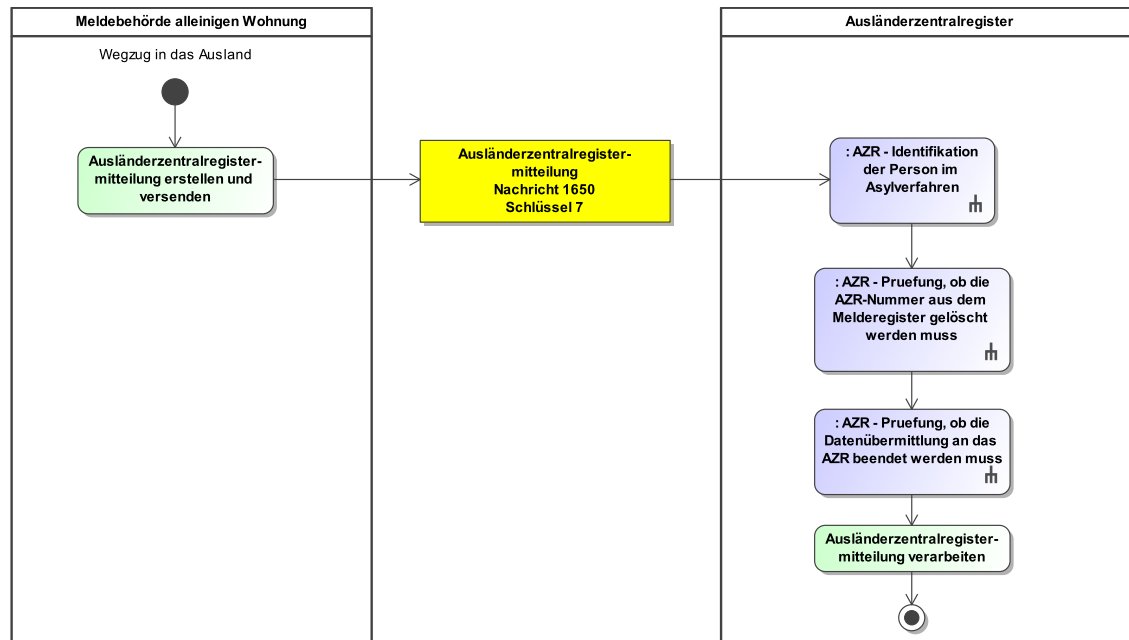 Meldebehörde alleinigen Wohnung
Ausländerzentralregister
Wegzug in das Ausland
Ausländerzentralregister-
mitteilung erstellen und
versenden
Ausländerzentralregister-
mitteilung
Nachricht 1650
Schlüssel 7
: AZR - Identifikation
der Person im
Asylverfahren
: AZR - Pruefung, ob die
AZR-Nummer aus dem
Melderegister gelöscht
werden muss
: AZR - Pruefung, ob die
Datenübermittlung an das
AZR beendet werden muss
Ausländerzentralregister-
mitteilung verarbeiten